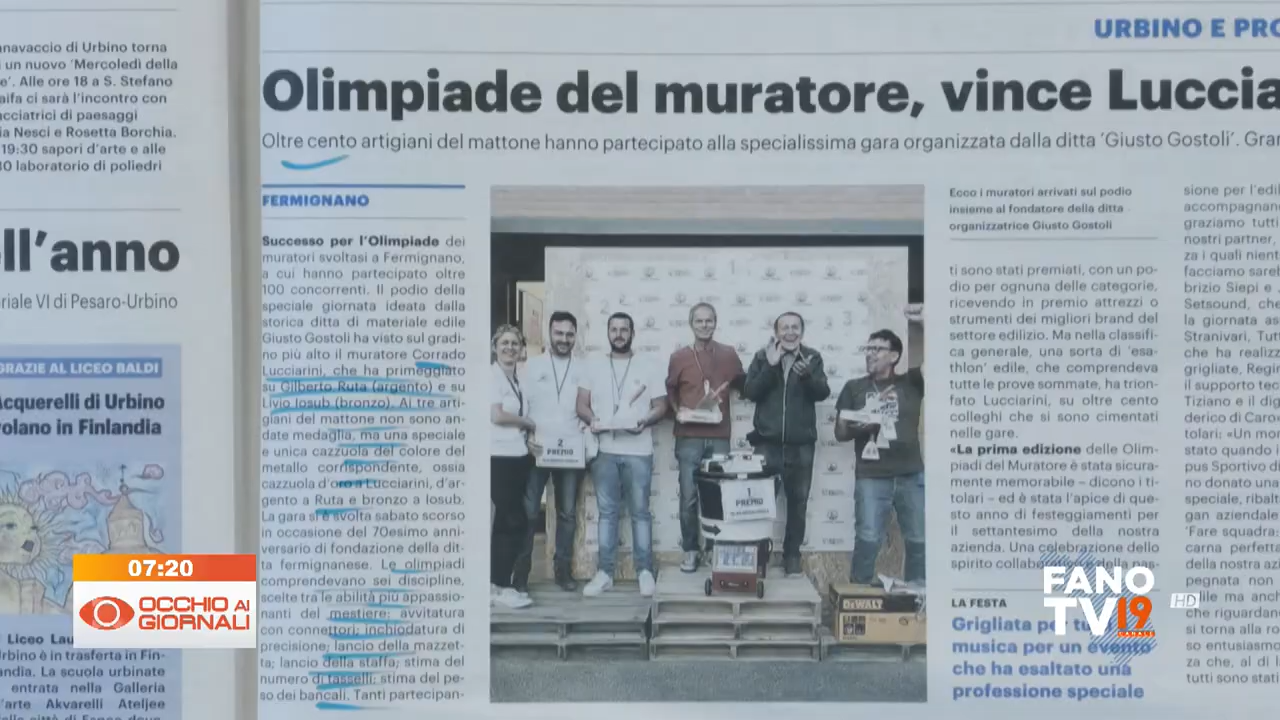 anavaccio di Urbino torna
un nuovo ‘Mercoledì della
e’. Alle ore 18 a S. Stefano
aifa ci sarà l’incontro con
acciatrici di paesaggi
ia Nesci e Rosetta Borchia.
19:30 sapori d’arte e alle
30 laboratorio di poliedri
ll’anno
riale VI di Pesaro-Urbino
GRAZIE AL LICEO BALDI
Acquerelli di Urbino
volano in Finlandia
Liceo Lau
Urbino è in trasferta in Fin-
andia. La scuola urbinate
entrata nella Galleria
d’arte Akvarelli Ateljee
URBINO E PRO
Olimpiade del muratore, vince Luccia
Oltre cento artigiani del mattone hanno partecipato alla specialissima gara organizzata dalla ditta ‘Giusto Gostoli’. Gran
FERMIGNANO
Successo per l’Olimpiade dei
muratori svoltasi a Fermignano,
a cui hanno partecipato oltre
100 concorrenti. Il podio della
speciale giornata ideata dalla
storica ditta di materiale edile
Giusto Gostoli ha visto sul gradi-
no più alto il muratore Corrado
Lucciarini, che ha primeggiato
su Gilberto Ruta (argento) e su
Livio Iosub (bronzo). Ai tre arti-
giani del mattone non sono an-
date medaglia, ma una speciale
e unica cazzuola del colore del
metallo corrispondente, ossia
cazzuola d’oro a Lucciarini, d’ar-
gento a Ruta e bronzo a Iosub.
La gara si è svolta sabato scorso
in occasione del 70esimo anni-
versario di fondazione della dit-
ta fermignanese. Le olimpiadi
comprendevano sei discipline,
scelte tra le abilità più appassio-
nanti del mestiere: avvitatura
con connettori; inchiodatura di
precisione; lancio della mazzet-
ta; lancio della staffa; stima del
numero di tasselli; stima del pe-
so dei bancali. Tanti partecipan-
2
PREMIO
1
PREMIO
DEWALT
Ecco i muratori arrivati sul podio
insieme al fondatore della ditta
organizzatrice Giusto Gostoli
ti sono stati premiati, con un po-
dio per ognuna delle categorie,
ricevendo in premio attrezzi o
strumenti dei migliori brand del
settore edilizio. Ma nella classifi-
ca generale, una sorta di ‘esa-
thlon’ edile, che comprendeva
tutte le prove sommate, ha trion-
fato Lucciarini, su oltre cento
colleghi che si sono cimentati
nelle gare.
«La prima edizione delle Olim-
piadi del Muratore è stata sicura-
mente memorabile – dicono i ti-
tolari – ed è stata l’apice di que-
sto anno di festeggiamenti per
il settantesimo della nostra
azienda. Una celebrazione dello
spirito collab della pas-
LA FESTA
Grigliata per tu
musica per un evento
che ha esaltato una
professione speciale
sione per l’edil
accompagnan
graziamo tutti
nostri partner,
za i quali nient
facciamo sareb
brizio Siepi e
Setsound, che
la giornata as
Stranivari, Tutt
che ha realizz
grigliate, Regin
il supporto tec
Tiziano e il dig
derico di Caro
tolari: «Un mo
stato quando i
pus Sportivo di
no donato una
speciale, ribalt
gan aziendale
‘Fare squadra:
carna perfetta
della nostra az
pegnata non
ma anch
che riguardan
si torna alla ro
so entusiasmo
za che, al di l
tutti sono stati
07:20
OCCHIO AI
GIORNALI
FANO
TV19
CANALE
HD